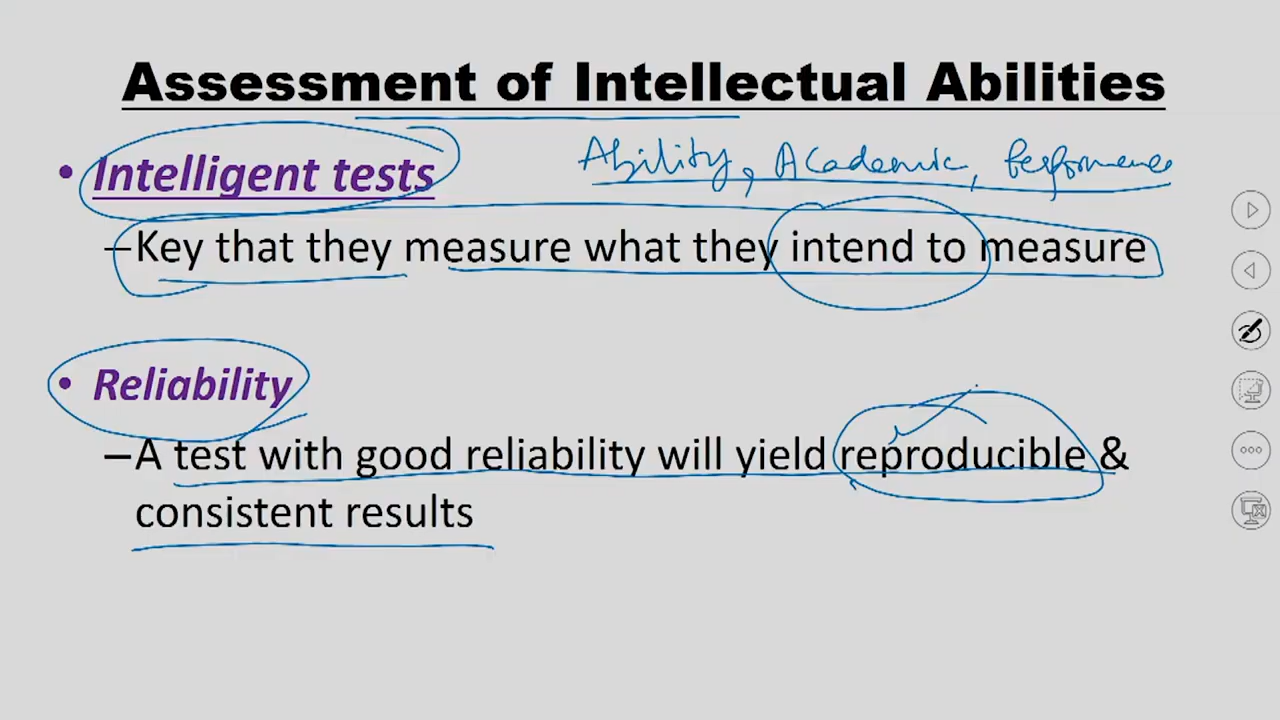 Assessment of Intellectual Abilities
• Intelligent tests
Ability, Academic, Performance
–Key that they measure what they intend to measure
• Reliability
–A test with good reliability will yield reproducible &
consistent results